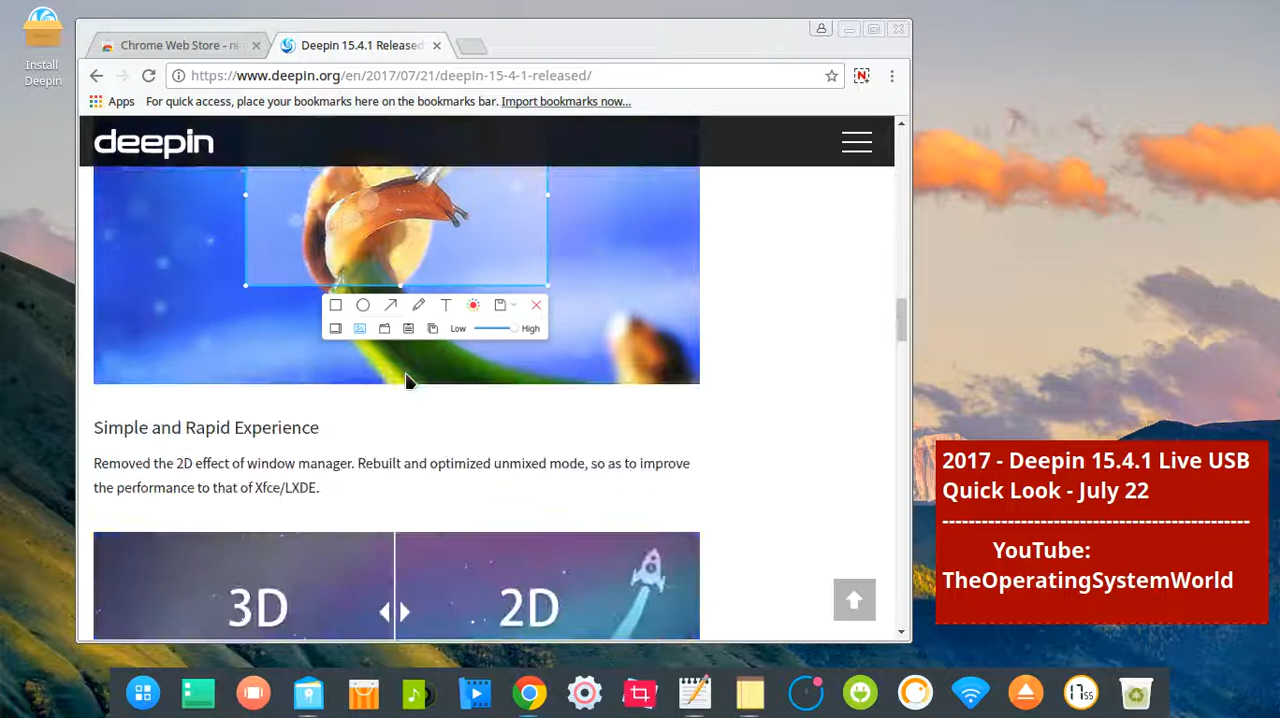 Install
Deepin
Chrome Web Store - ni
Deepin 15.4.1 Released
https://www.deepin.org/en/2017/07/21/deepin-15-4-1-released/
Apps
For quick access, place your bookmarks here on the bookmarks bar. Import bookmarks now...
deepin
Low
High
Simple and Rapid Experience
Removed the 2D effect of window manager. Rebuilt and optimized unmixed mode, so as to improve
the performance to that of Xfce/LXDE.
3D
2D
2017 - Deepin 15.4.1 Live USB
Quick Look - July 22
---------------------------------------------
YouTube:
TheOperatingSystemWorld
17 55